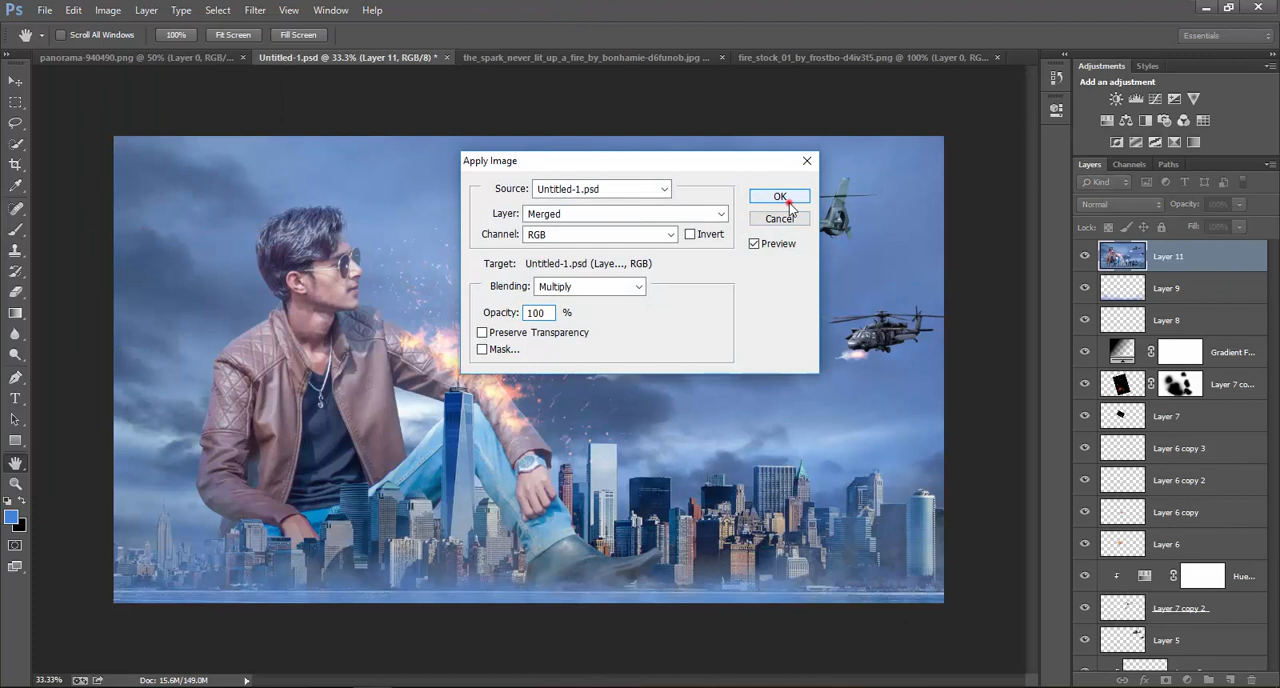 Ps File Edit Image Layer Type Select Filter View Window Help
Scroll All Windows 100% Fit Screen Fill Screen Essentials
panorama-940490.png @ 50% (Layer 0, RGB/... × Untitled-1.psd @ 33.3% (Layer 11, RGB/8) * × the_spark_never_lit_up_a_fire_by_bonhamie-d6funob.jpg ... × fire_stock_01_by_frostbo-d4iv3t5.png @ 100% (Layer 0, RG... ×
Adjustments Styles
Add an adjustment
Layers Channels Paths
Kind
Normal Opacity: 100%
Lock: Fill: 100%
Layer 11
Layer 9
Layer 8
Gradient F...
Layer 7 co...
Layer 7
Layer 6 copy 3
Layer 6 copy 2
Layer 6 copy
Layer 6
Hue...
Layer 7 copy 2
Layer 5
Apply Image
Source: Untitled-1.psd
Layer: Merged
Channel: RGB Invert
Target: Untitled-1.psd (Laye..., RGB)
Blending: Multiply
Opacity: 100 %
Preserve Transparency
Mask...
OK
Cancel
Preview
33.33% Doc: 15.6M/149.0M